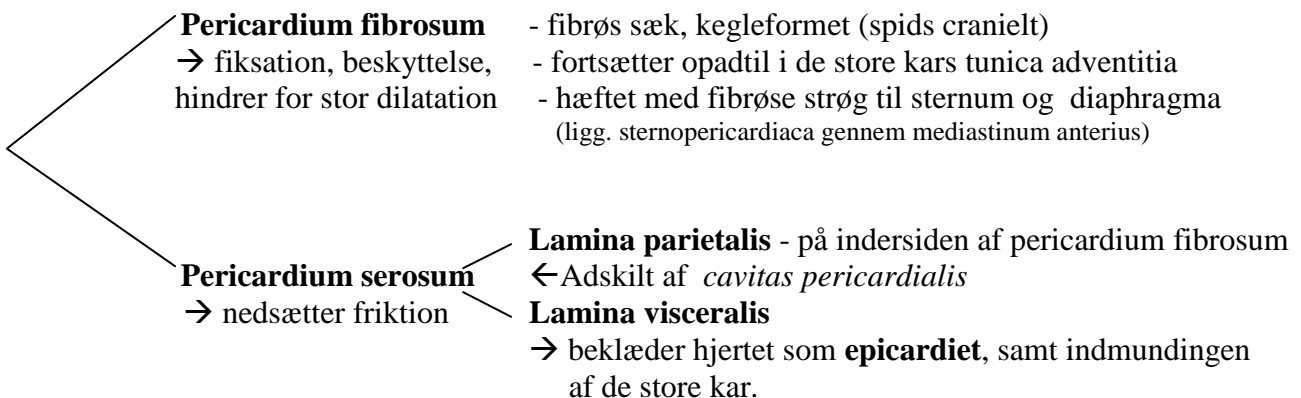 Pericardium fibrosum - fibrøs sæk, kegleformet (spids cranielt)
→ fiksation, beskyttelse, - fortsætter opadtil i de store kars tunica adventitia
hindrer for stor dilatation - hæftet med fibrøse strøg til sternum og diaphragma
(ligg. sternopericardiaca gennem mediastinum anterius)
Lamina parietalis - på indersiden af pericardium fibrosum
Pericardium serosum ←Adskilt af cavitas pericardialis
→ nedsætter friktion Lamina visceralis
→ beklæder hjertet som epicardiet, samt indmundingen
af de store kar.